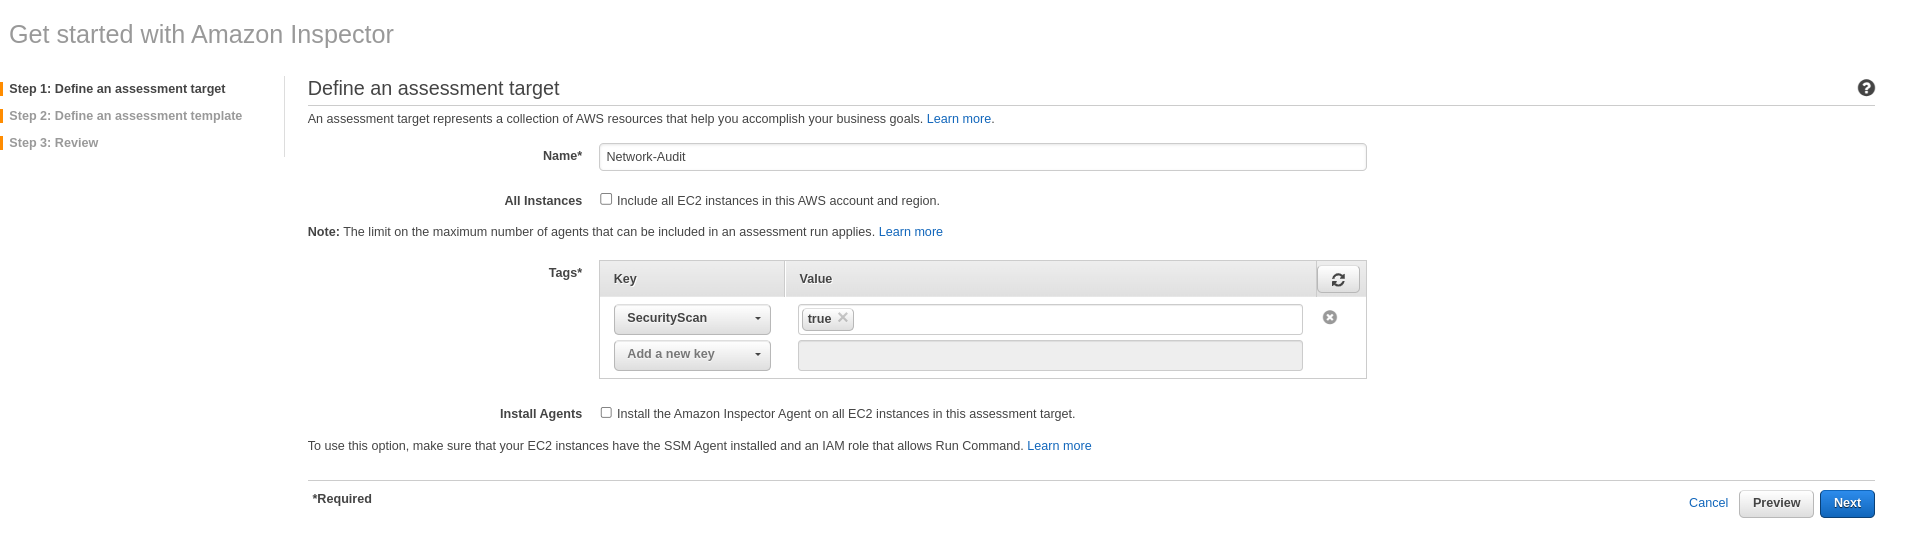 Get started with Amazon Inspector
Step 1: Define an assessment target
Step 2: Define an assessment template
Step 3: Review
Define an assessment target
An assessment target represents a collection of AWS resources that help you accomplish your business goals. Learn more.
Name* Network-Audit
All Instances Include all EC2 instances in this AWS account and region.
Note: The limit on the maximum number of agents that can be included in an assessment run applies. Learn more
Tags* Key Value
SecurityScan true
Add a new key
Install Agents Install the Amazon Inspector Agent on all EC2 instances in this assessment target.
To use this option, make sure that your EC2 instances have the SSM Agent installed and an IAM role that allows Run Command. Learn more
*Required Cancel Preview Next